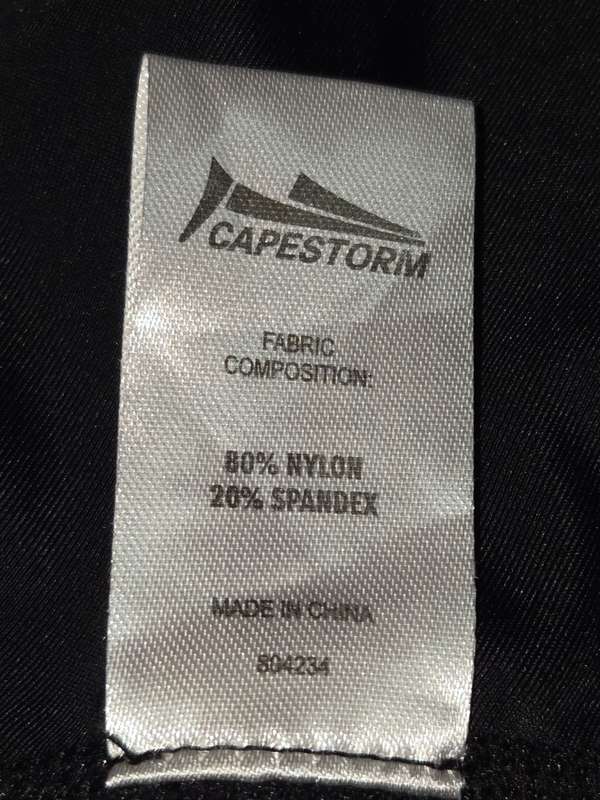 CAPESTORM
FABRIC
COMPOSITION:
80% NYLON
20% SPANDEX
MADE IN CHINA
804234